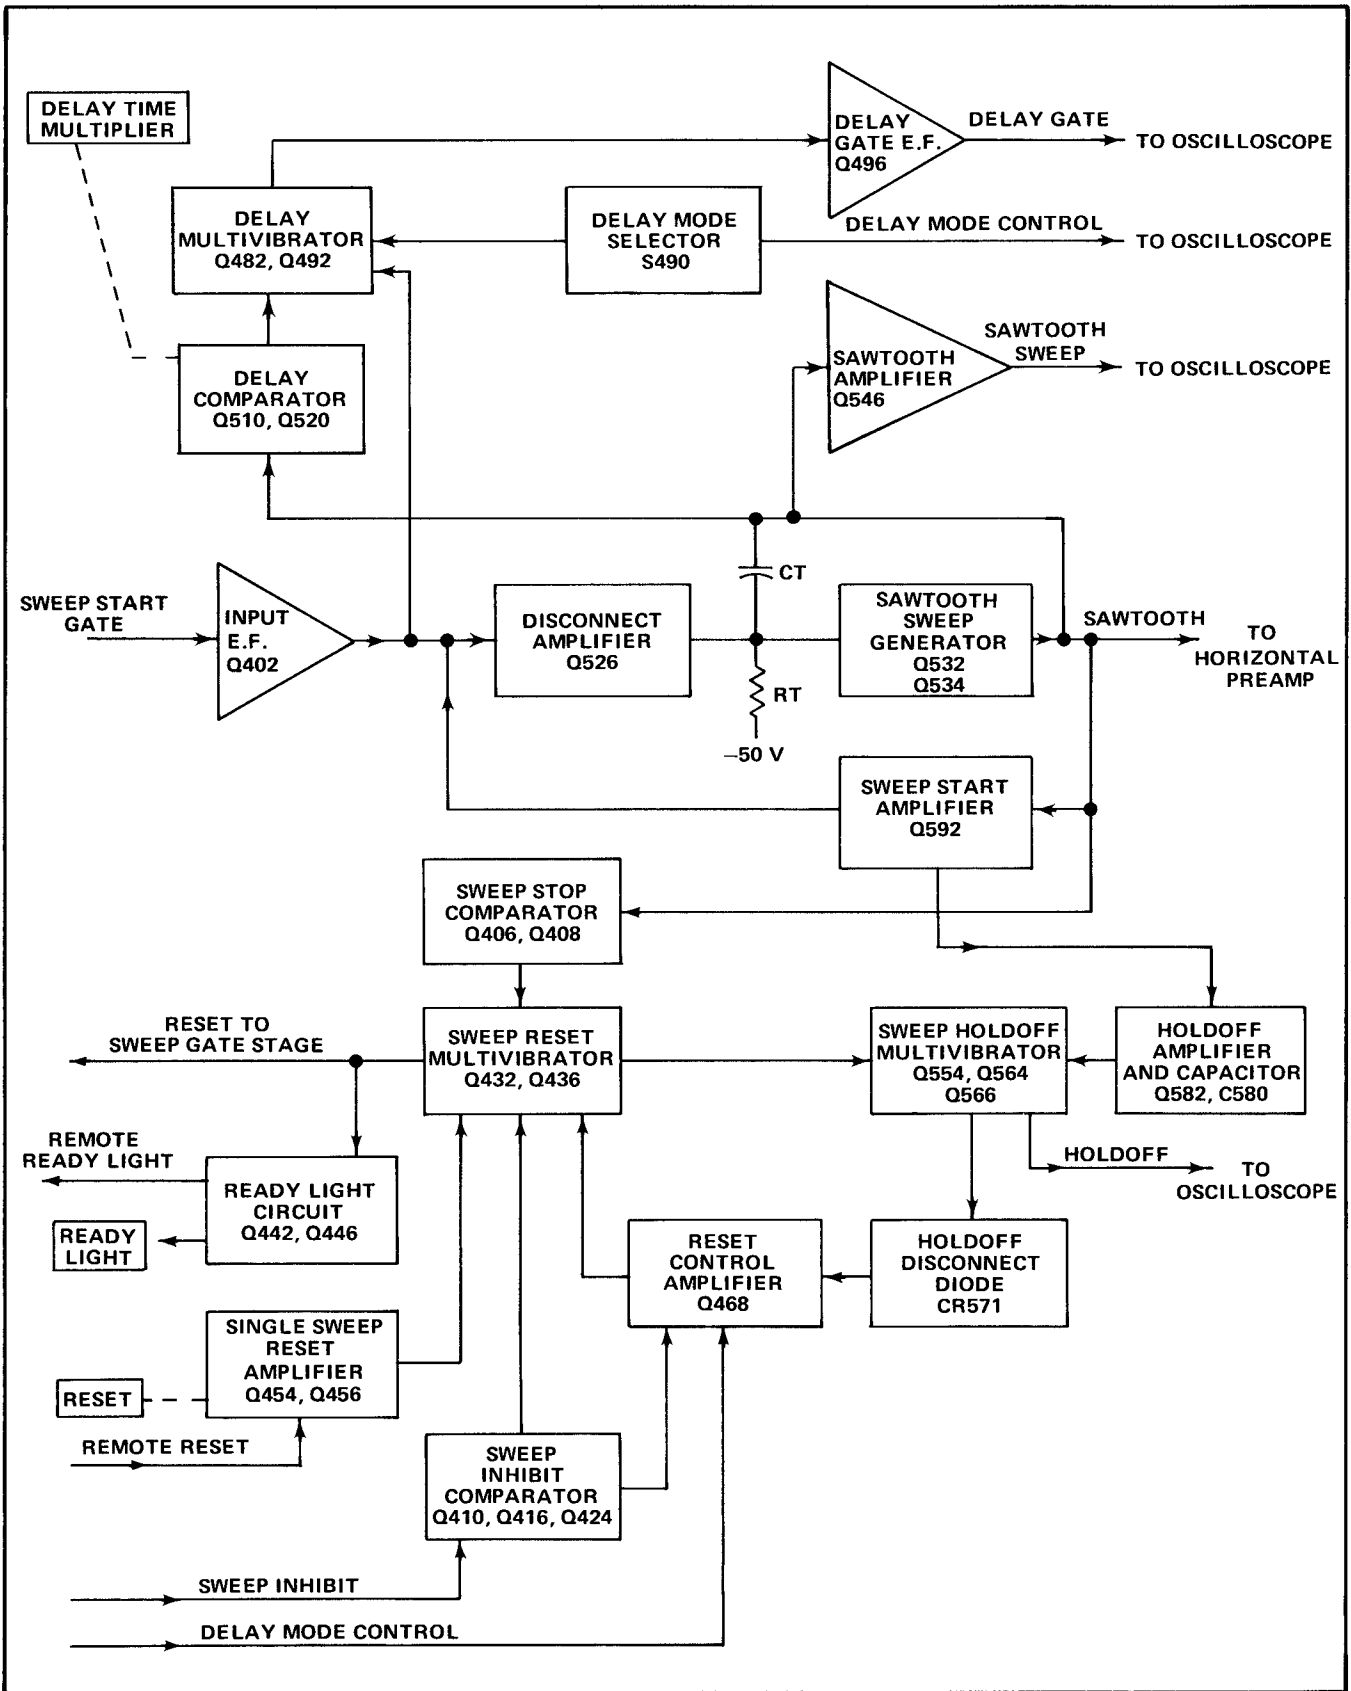 DELAY TIME
MULTIPLIER
DELAY
GATE E.F.
Q496
DELAY GATE
TO OSCILLOSCOPE
DELAY
MULTIVIBRATOR
Q482, Q492
DELAY MODE
SELECTOR
S490
DELAY MODE CONTROL
TO OSCILLOSCOPE
DELAY
COMPARATOR
Q510, Q520
SAWTOOTH
AMPLIFIER
Q546
SAWTOOTH
SWEEP
TO OSCILLOSCOPE
SWEEP START
GATE
INPUT
E.F.
Q402
DISCONNECT
AMPLIFIER
Q526
CT
RT
−50 V
SAWTOOTH
SWEEP
GENERATOR
Q532
Q534
SAWTOOTH
TO
HORIZONTAL
PREAMP
SWEEP START
AMPLIFIER
Q592
SWEEP STOP
COMPARATOR
Q406, Q408
RESET TO
SWEEP GATE STAGE
SWEEP RESET
MULTIVIBRATOR
Q432, Q436
SWEEP HOLDOFF
MULTIVIBRATOR
Q554, Q564
Q566
HOLDOFF
AMPLIFIER
AND CAPACITOR
Q582, C580
REMOTE
READY LIGHT
READY LIGHT
CIRCUIT
Q442, Q446
READY
LIGHT
HOLDOFF
TO
OSCILLOSCOPE
RESET
CONTROL
AMPLIFIER
Q468
HOLDOFF
DISCONNECT
DIODE
CR571
SINGLE SWEEP
RESET
AMPLIFIER
Q454, Q456
RESET
REMOTE RESET
SWEEP
INHIBIT
COMPARATOR
Q410, Q416, Q424
SWEEP INHIBIT
DELAY MODE CONTROL